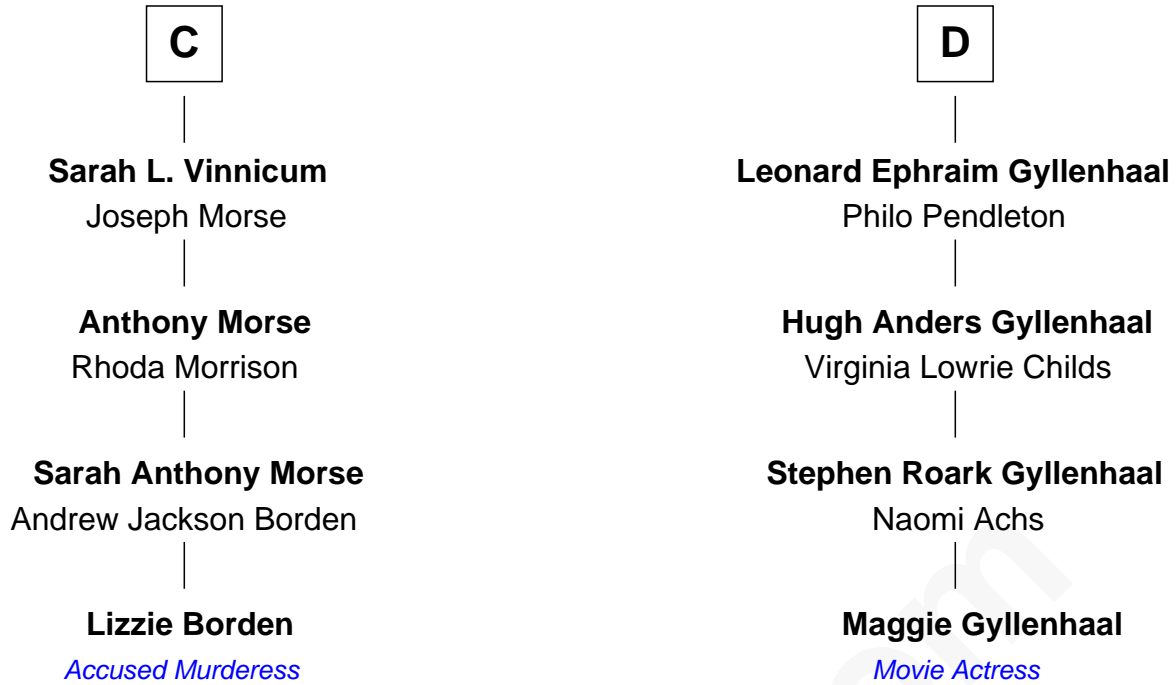 C
Sarah L. Vinnicum
Joseph Morse
Anthony Morse
Rhoda Morrison
Sarah Anthony Morse
Andrew Jackson Borden
Lizzie Borden
Accused Murderess
D
Leonard Ephraim Gyllenhaal
Philo Pendleton
Hugh Anders Gyllenhaal
Virginia Lowrie Childs
Stephen Roark Gyllenhaal
Naomi Achs
Maggie Gyllenhaal
Movie Actress